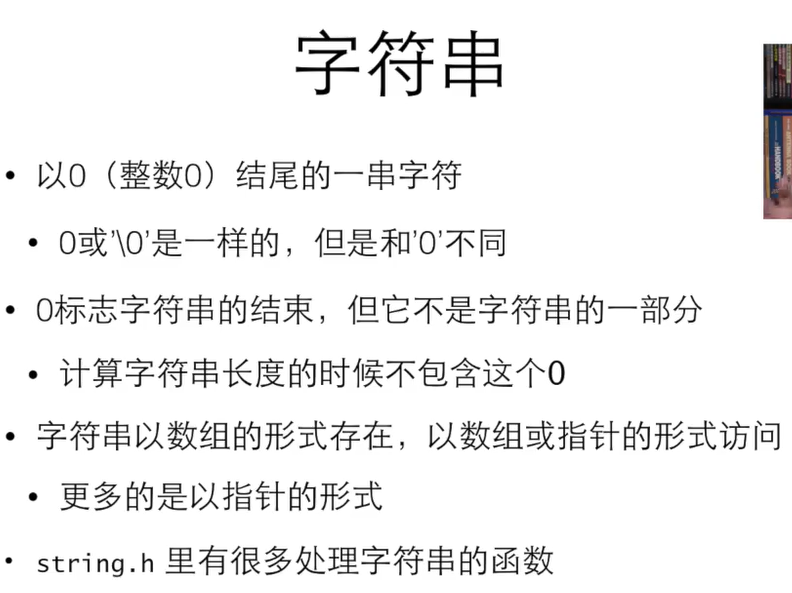 字符串
• 以0（整数0）结尾的一串字符
• 0或’\0’是一样的，但是和’0’不同
• 0标志字符串的结束，但它不是字符串的一部分
• 计算字符串长度的时候不包含这个0
• 字符串以数组的形式存在，以数组或指针的形式访问
• 更多的是以指针的形式
• string.h 里有很多处理字符串的函数
HANDBOOK